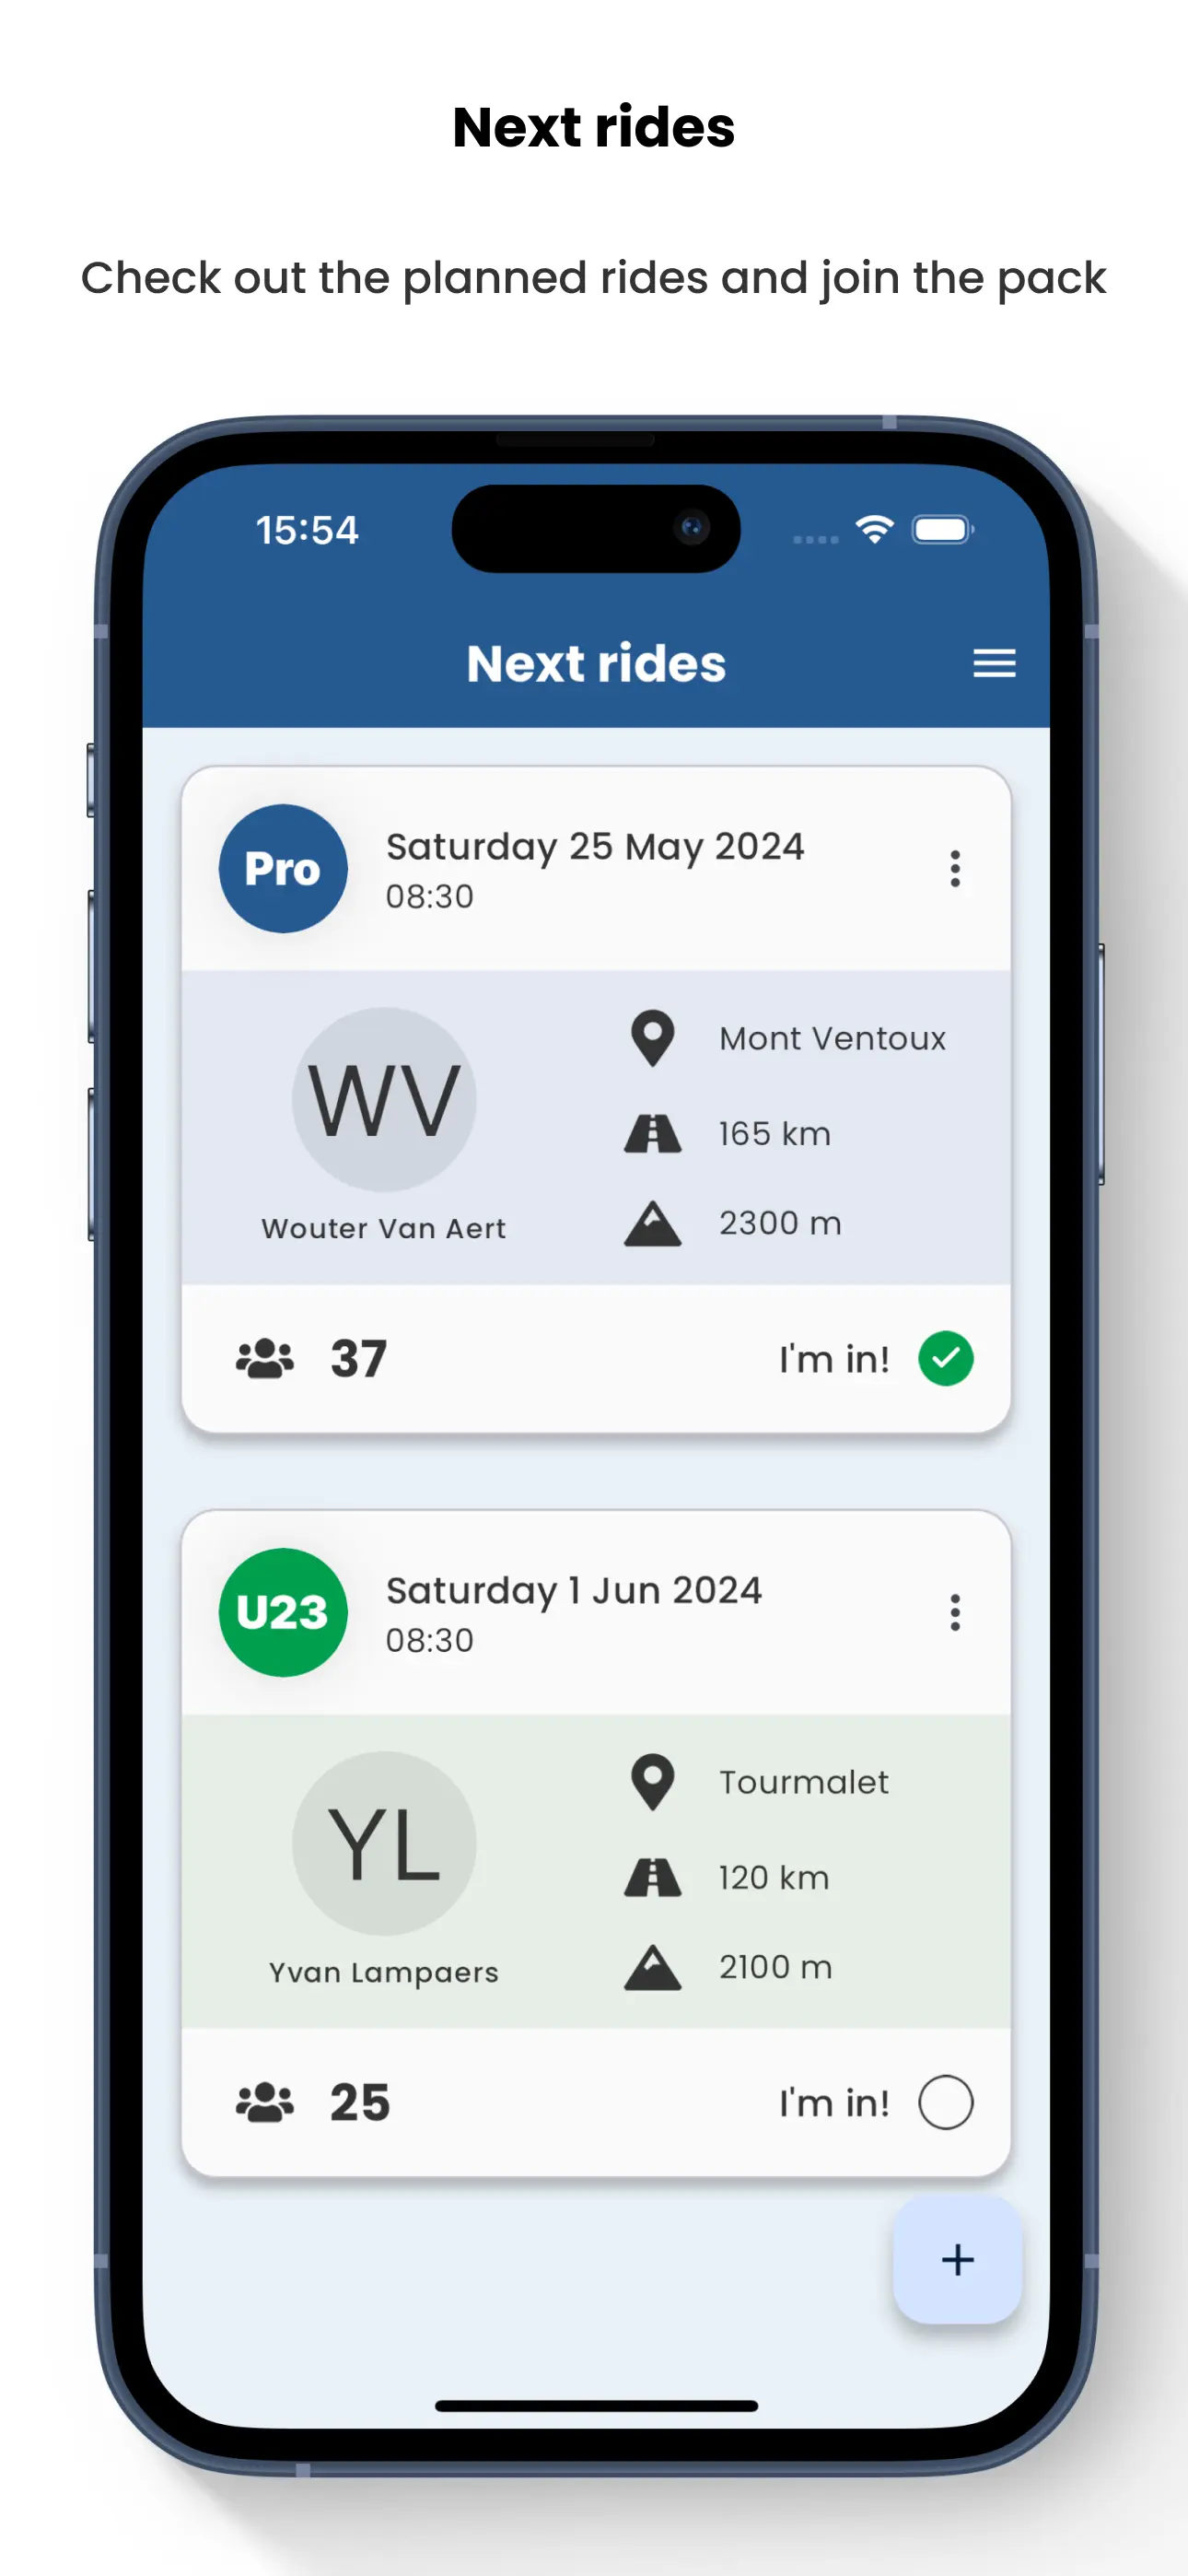 Next rides
Check out the planned rides and join the pack
15:54
Next rides
Pro
Saturday 25 May 2024
08:30
WV
Wouter Van Aert
Mont Ventoux
165 km
2300 m
37
I'm in!
U23
Saturday 1 Jun 2024
08:30
YL
Yvan Lampaers
Tourmalet
120 km
2100 m
25
I'm in!
+